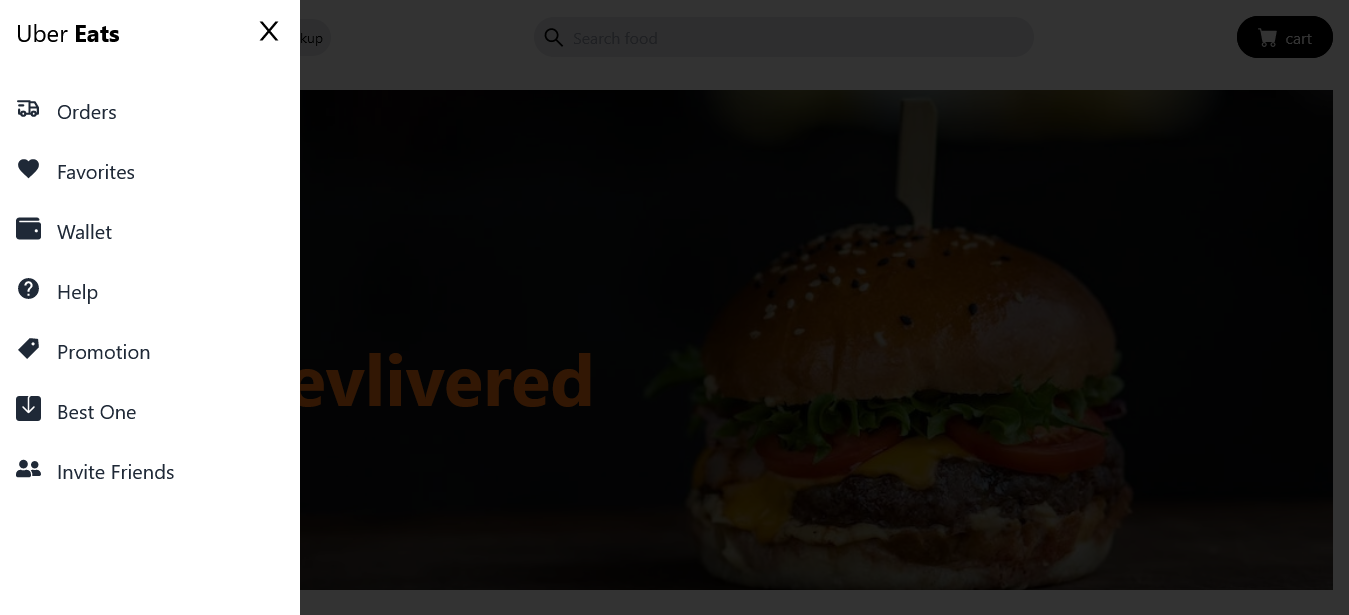 Uber Eats X
kup
Search food
cart
Orders
Favorites
Wallet
Help
Promotion
Best One
Invite Friends
evlivered